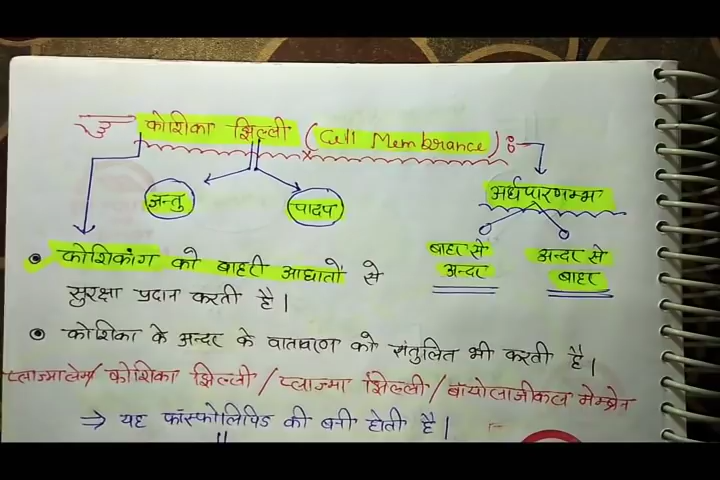 कोशिका झिल्ली (Cell Membrance) :
जन्तु
पादप
अर्धपारगम्भ
बाहर से अन्दर
अन्दर से बाहर
कोशिकांग को बाहरी आघातों से
सुरक्षा प्रदान करती है।
कोशिका के अन्दर के वातावरण को संतुलित भी करती है।
प्लाज्मालेमा/कोशिका झिल्ली/प्लाज्मा झिल्ली/बायोलाजीकल मेम्ब्रेन
⇒ यह फॉस्फोलिपिड की बनी होती है।